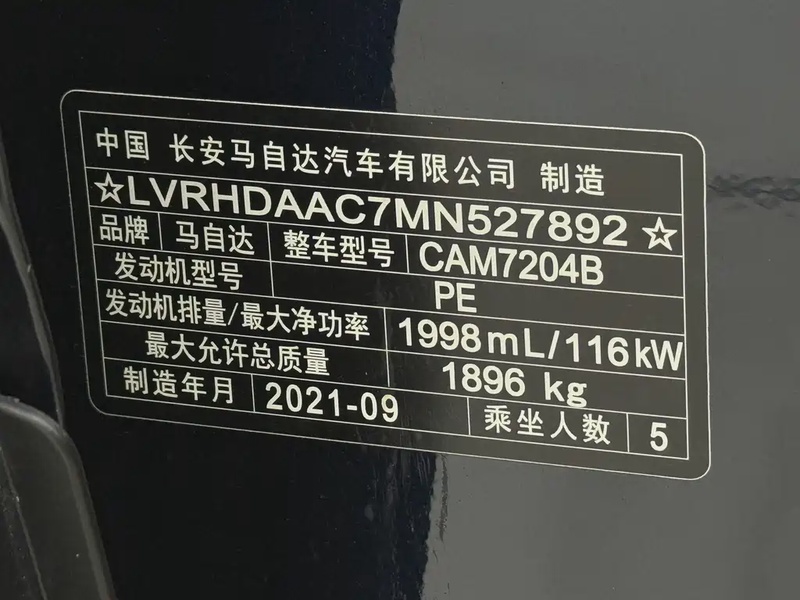 中国 长安马自达汽车有限公司 制造
☆LVRHDAAC7MN527892☆
品牌 马自达 整车型号 CAM7204B
发动机型号 PE
发动机排量/最大净功率 1998mL/116kW
最大允许总质量 1896 kg
制造年月 2021-09 乘坐人数 5